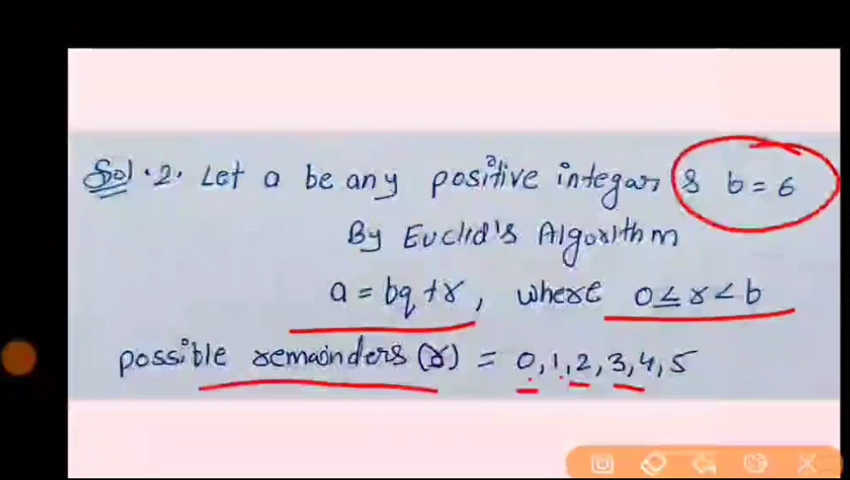 Sol.2. Let a be any positive integar & b = 6
By Euclid's Algorithm
a = bq + r, where 0 ≤ r < b
possible remainders (r) = 0, 1, 2, 3, 4, 5